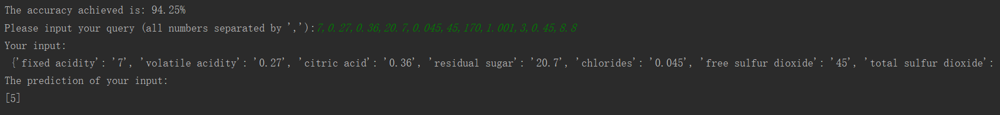 The accuracy achieved is: 94.25%
Please input your query (all numbers separated by ','):7,0.27,0.36,20.7,0.045,45,170,1.001,3,0.45,8.8
Your input:
{'fixed acidity': '7', 'volatile acidity': '0.27', 'citric acid': '0.36', 'residual sugar': '20.7', 'chlorides': '0.045', 'free sulfur dioxide': '45', 'total sulfur dioxide':
The prediction of your input:
[5]